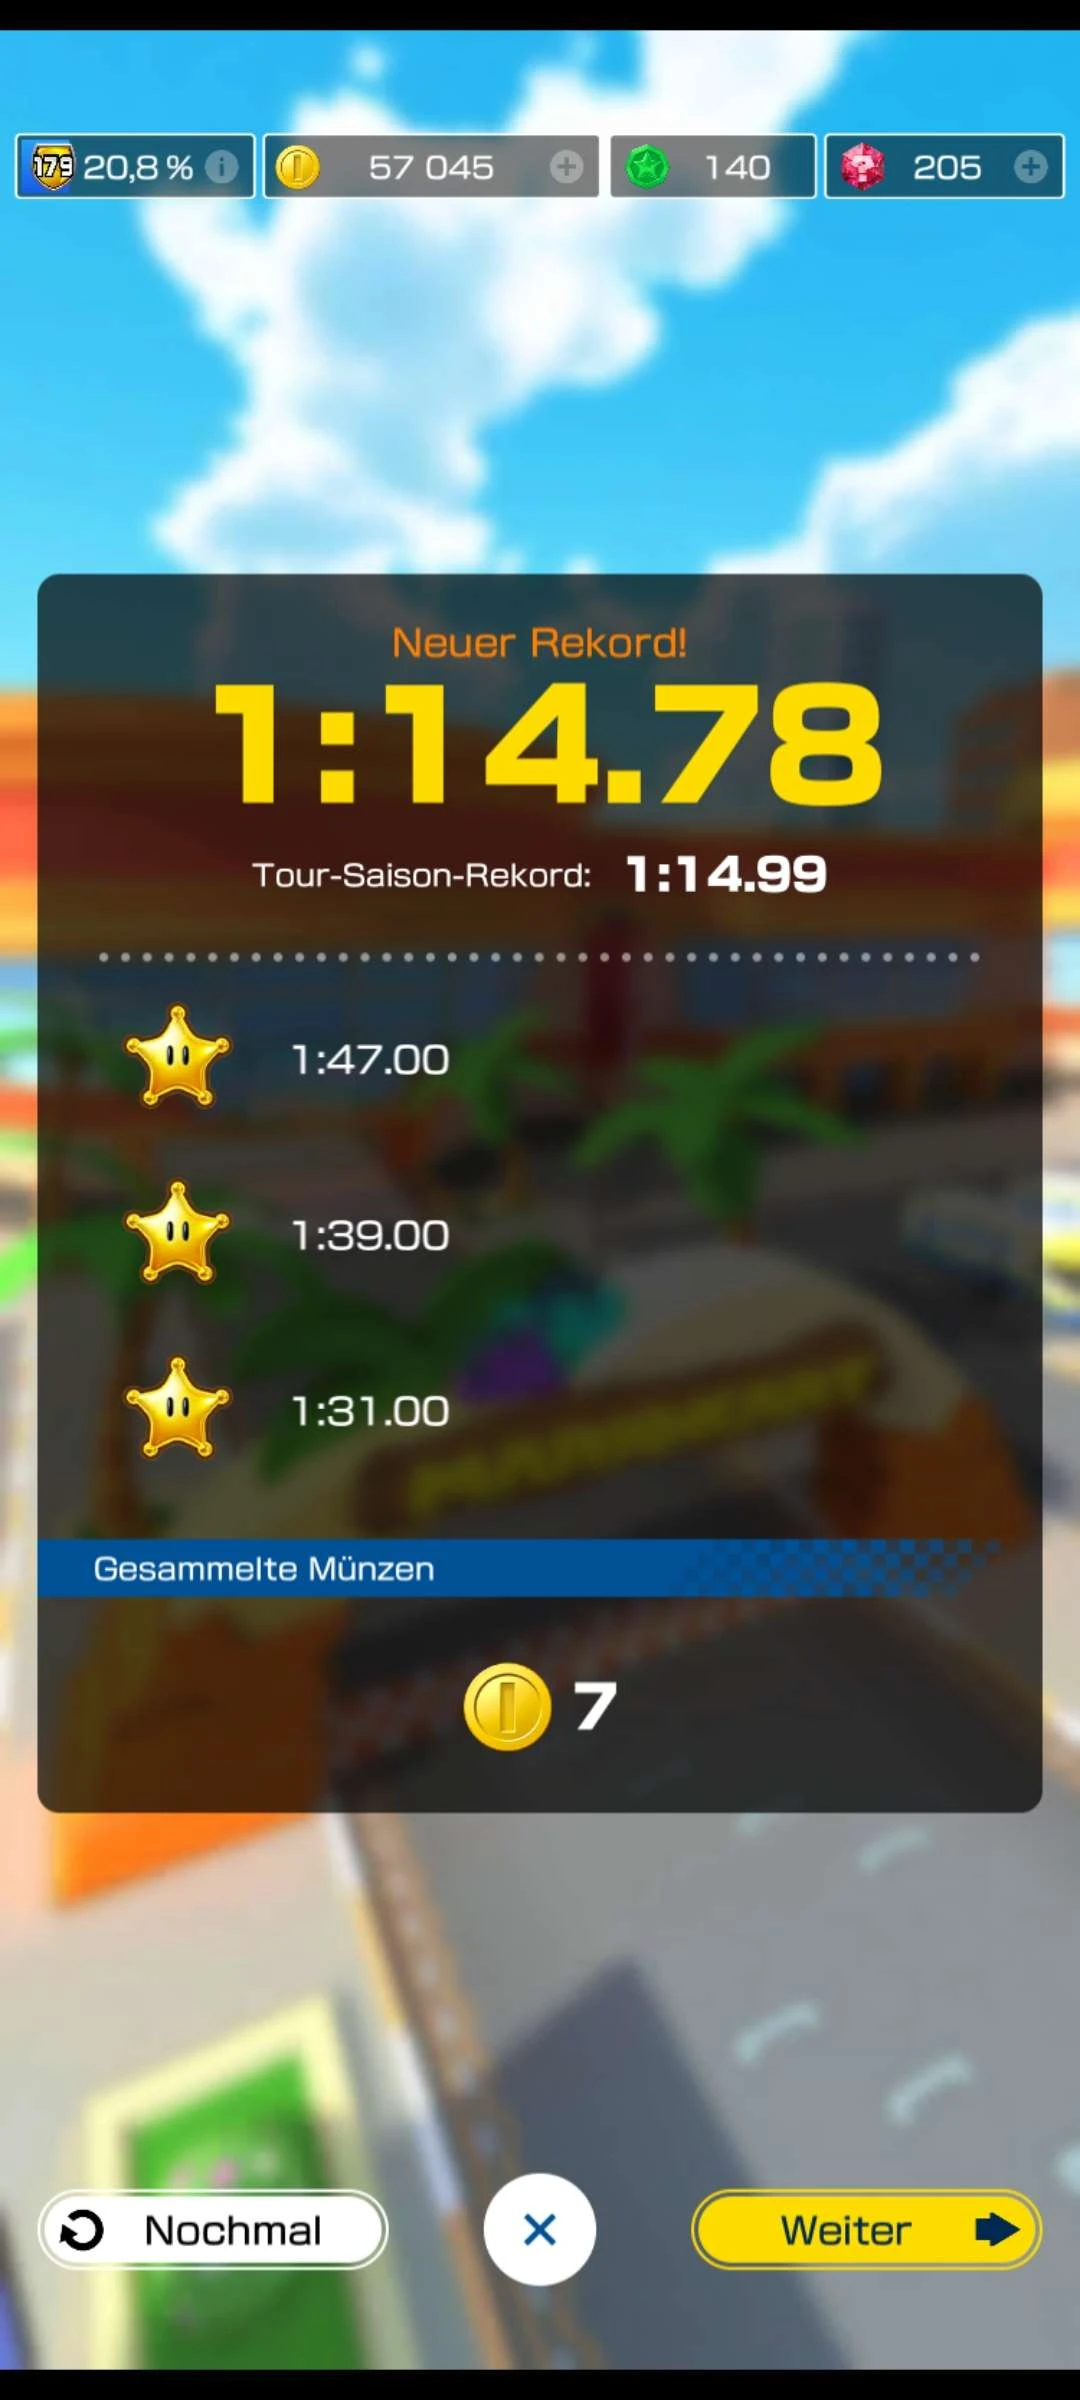 179 20,8 % i 57 045 + 140 ? 205 +
Neuer Rekord!
1:14.78
Tour-Saison-Rekord: 1:14.99
1:47.00
1:39.00
1:31.00
Gesammelte Münzen
7
Nochmal × Weiter